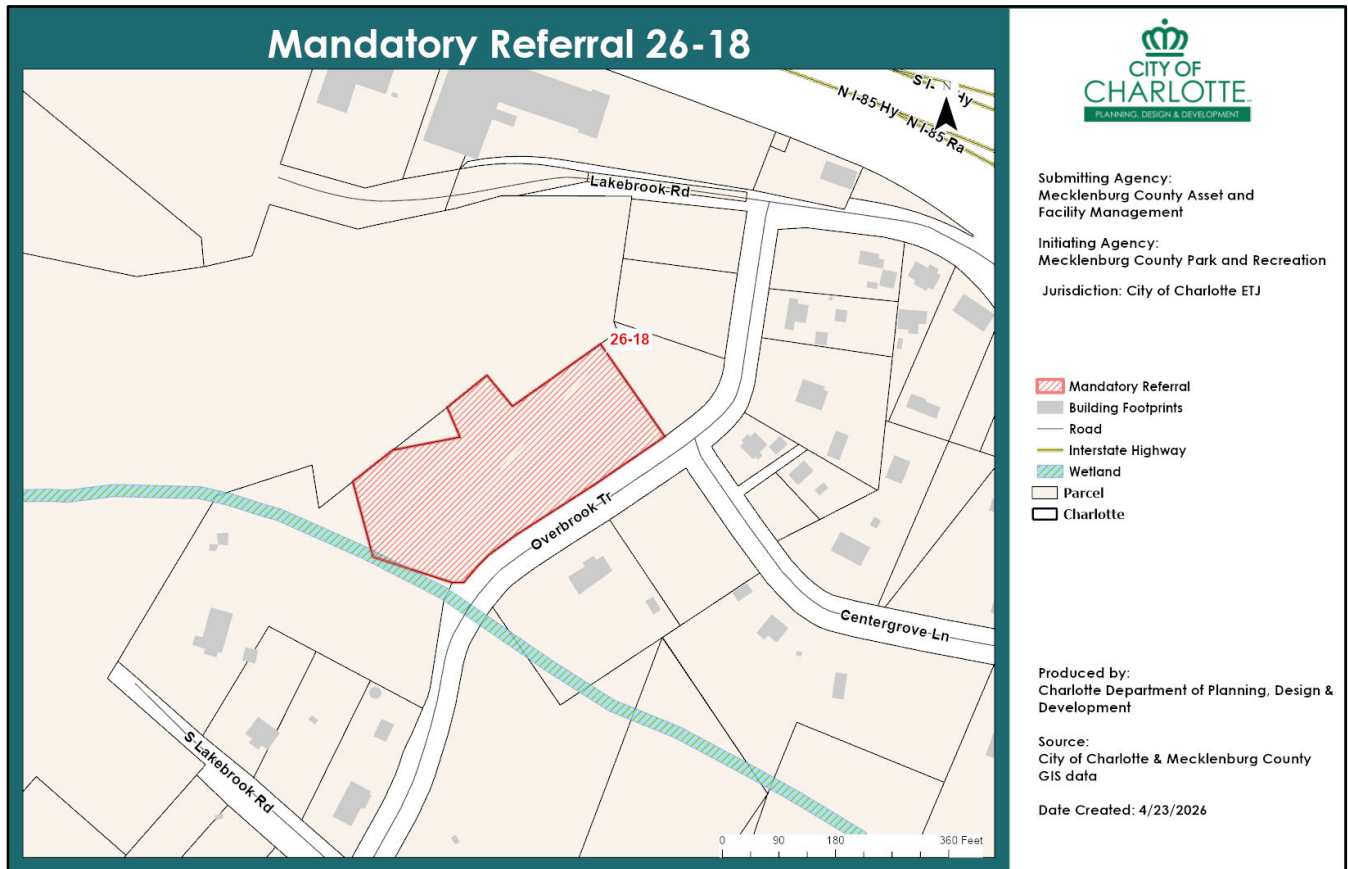 Mandatory Referral 26-18
S I-
Hy
N
N I-85 Hy
N I-85 Ra
Lakebrook Rd
26-18
Overbrook Tr
Centergrove Ln
S Lakebrook Rd
0 90 180 360 Feet
CITY OF
CHARLOTTE
PLANNING, DESIGN & DEVELOPMENT
Submitting Agency:
Mecklenburg County Asset and
Facility Management
Initiating Agency:
Mecklenburg County Park and Recreation
Jurisdiction: City of Charlotte ETJ
Mandatory Referral
Building Footprints
Road
Interstate Highway
Wetland
Parcel
Charlotte
Produced by:
Charlotte Department of Planning, Design &
Development
Source:
City of Charlotte & Mecklenburg County
GIS data
Date Created: 4/23/2026